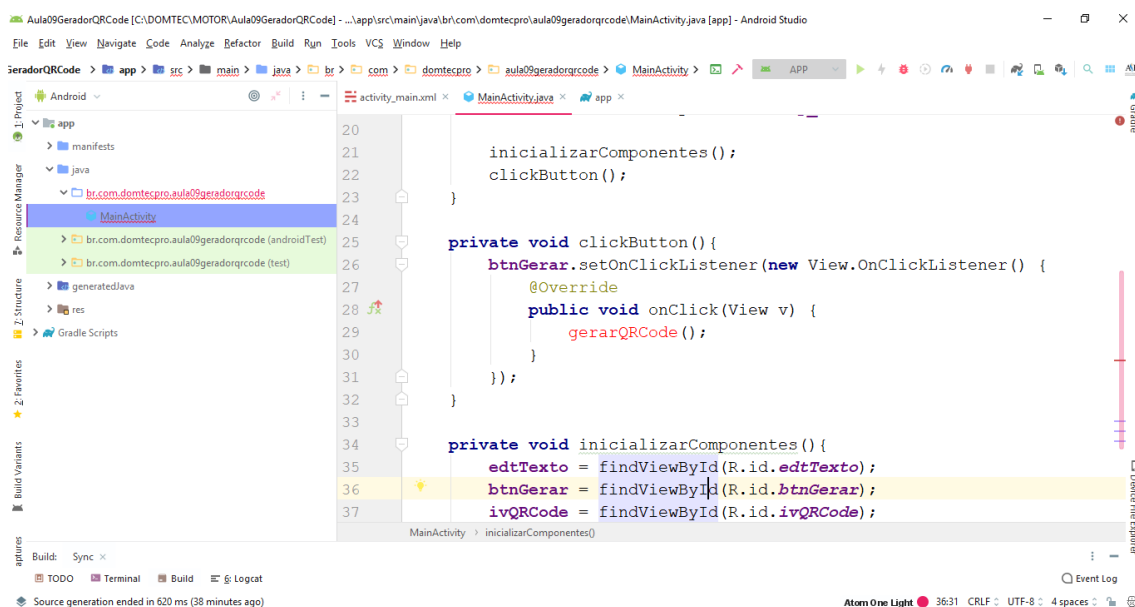 Aula09GeradorQRCode [C:\DOMTEC\MOTOR\Aula09GeradorQRCode] - ...\app\src\main\java\br\com\domtecpro\aula09geradorqrcode\MainActivity.java [app] - Android Studio
File Edit View Navigate Code Analyze Refactor Build Run Tools VCS Window Help
GeradorQRCode app src main java br com domtecpro aula09geradorqrcode MainActivity APP
Android
activity_main.xml MainActivity.java app
1: Project
Resource Manager
Z: Structure
2: Favorites
Build Variants
app
manifests
java
br.com.domtecpro.aula09geradorqrcode
MainActivity
br.com.domtecpro.aula09geradorqrcode (androidTest)
br.com.domtecpro.aula09geradorqrcode (test)
generatedJava
res
Gradle Scripts
20
21 inicializarComponentes();
22 clickButton();
23 }
24
25 private void clickButton(){
26 btnGerar.setOnClickListener(new View.OnClickListener() {
27 @Override
28 public void onClick(View v) {
29 gerarQRCode();
30 }
31 });
32 }
33
34 private void inicializarComponentes(){
35 edtTexto = findViewById(R.id.edtTexto);
36 btnGerar = findViewById(R.id.btnGerar);
37 ivQRCode = findViewById(R.id.ivQRCode);
MainActivity > inicializarComponentes()
Gradle
Device File Explorer
Build: Sync
TODO Terminal Build 6: Logcat Event Log
Source generation ended in 620 ms (38 minutes ago) Atom One Light 36:31 CRLF UTF-8 4 spaces